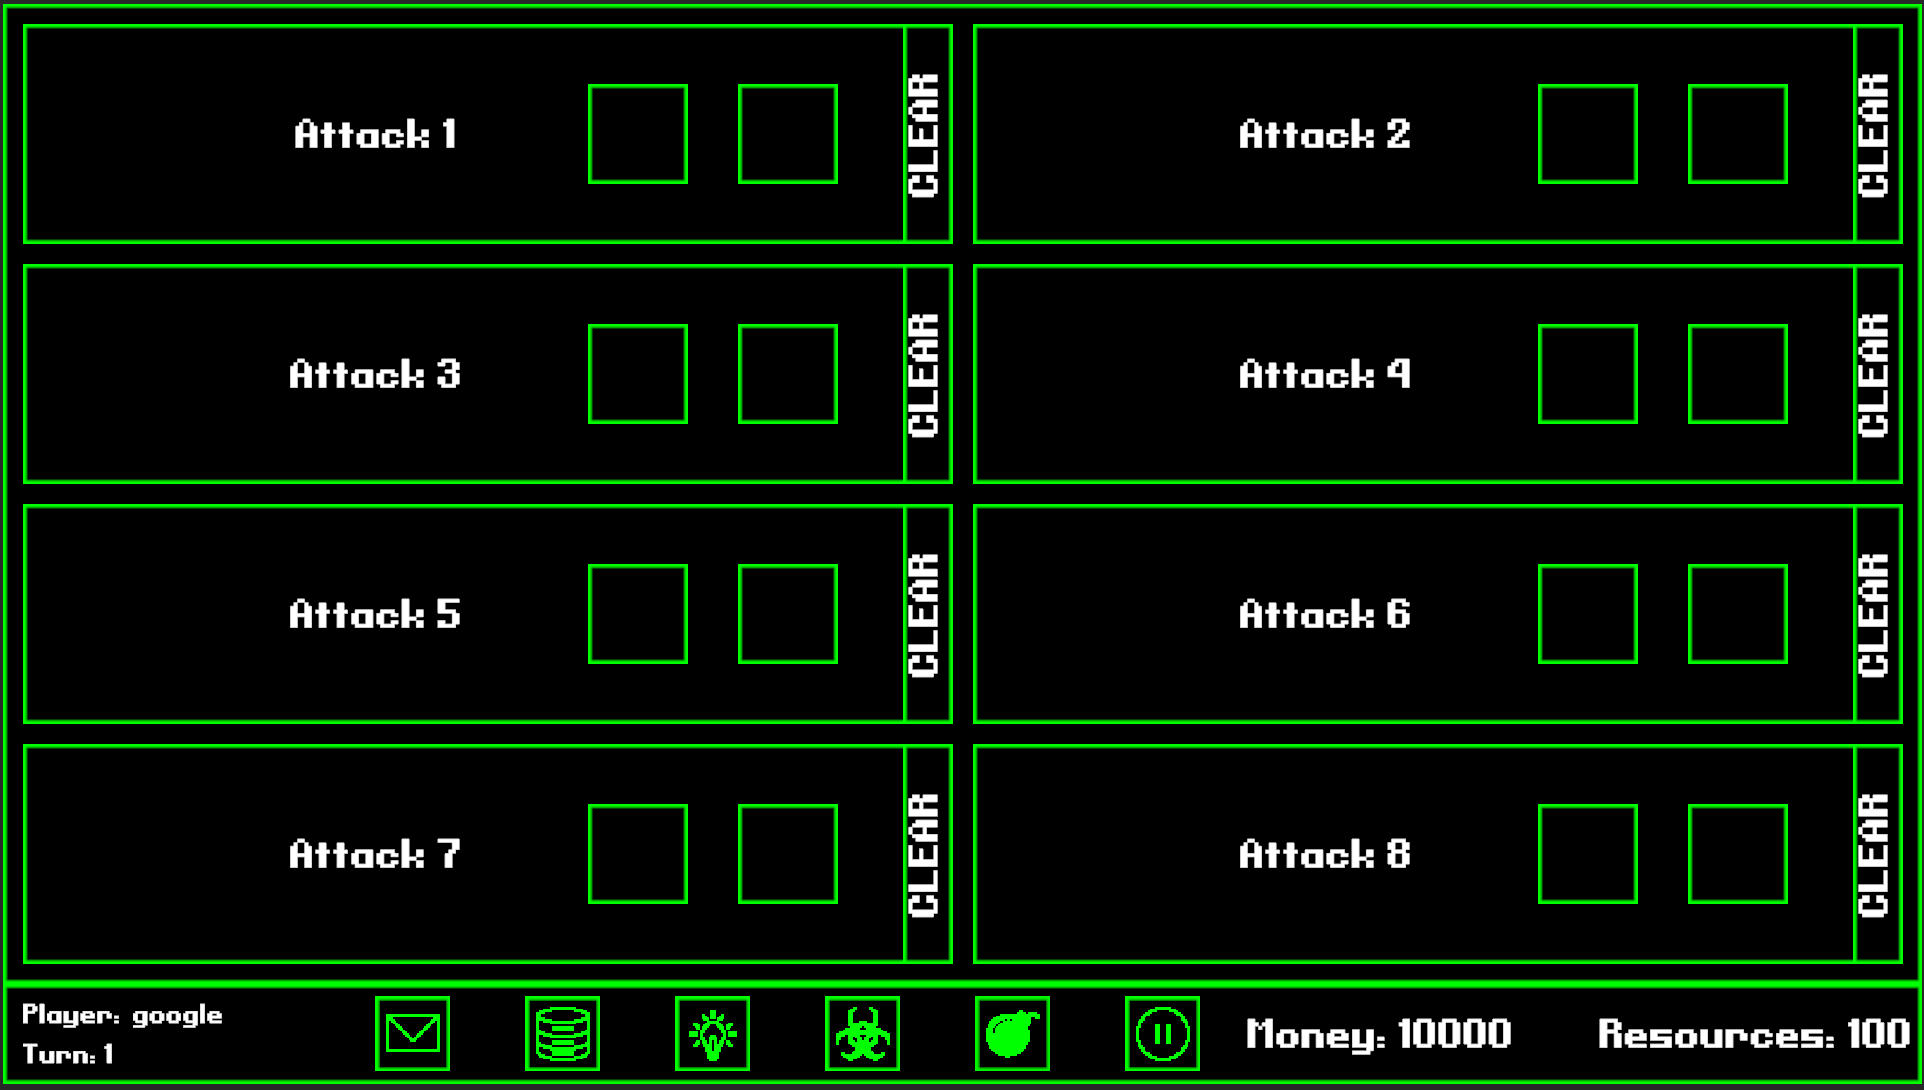 Attack 1
CLEAR
Attack 2
CLEAR
Attack 3
CLEAR
Attack 4
CLEAR
Attack 5
CLEAR
Attack 6
CLEAR
Attack 7
CLEAR
Attack 8
CLEAR
Player: google
Turn: 1
Money: 10000
Resources: 100